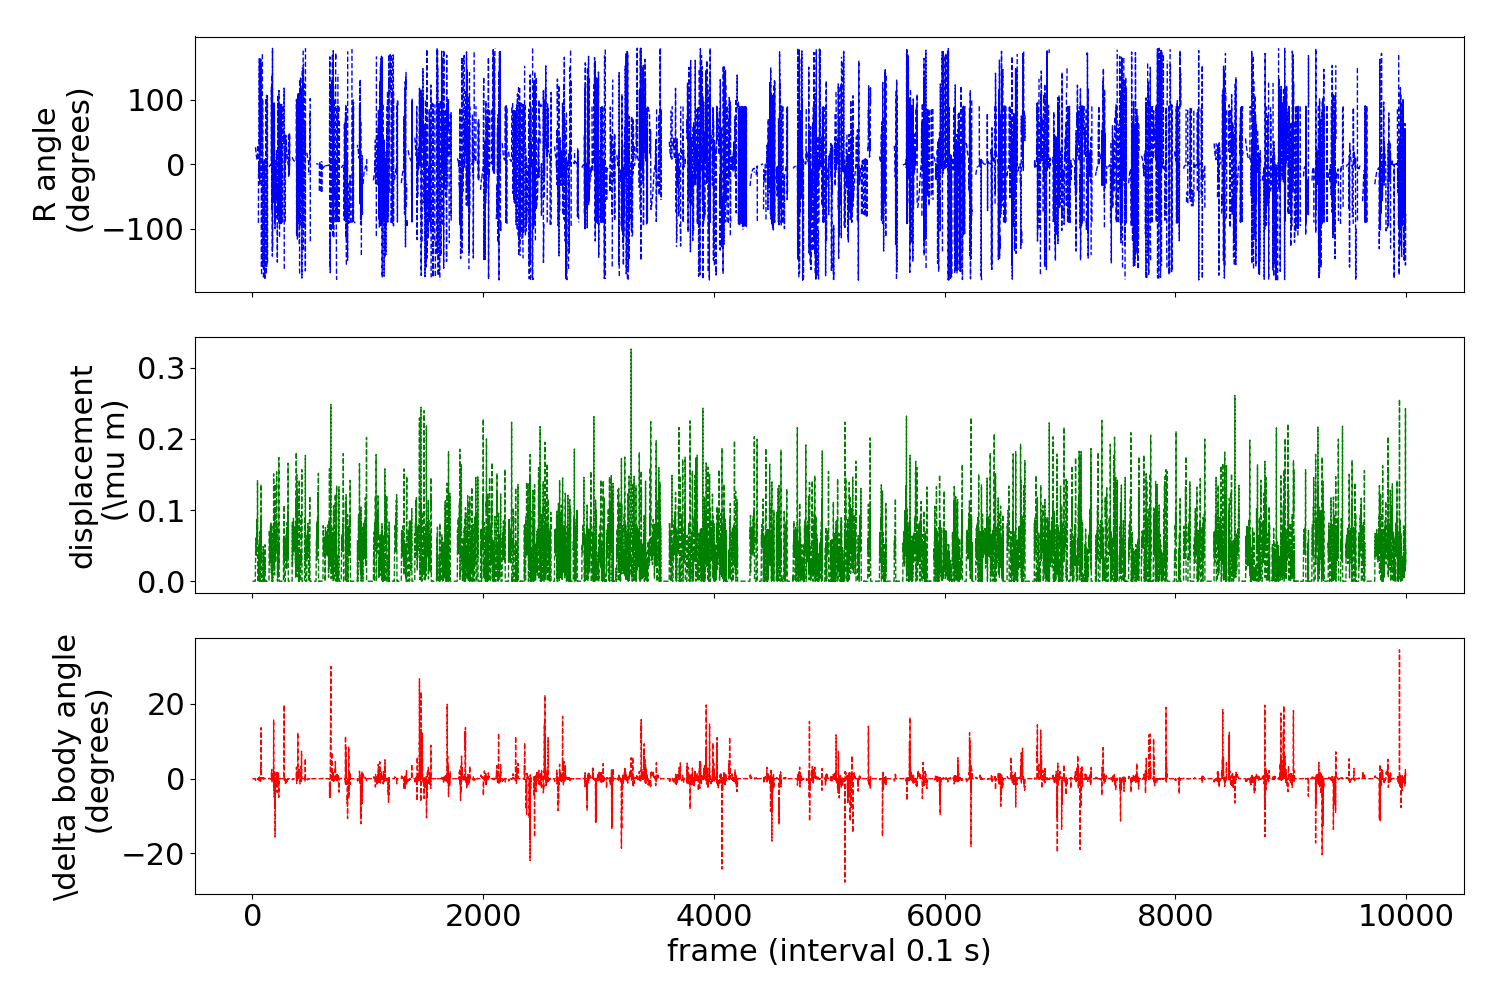 R angle
(degrees)
100
0
−100
displacement
(\mu m)
0.3
0.2
0.1
0.0
\delta body angle
(degrees)
20
0
−20
0 2000 4000 6000 8000 10000
frame (interval 0.1 s)